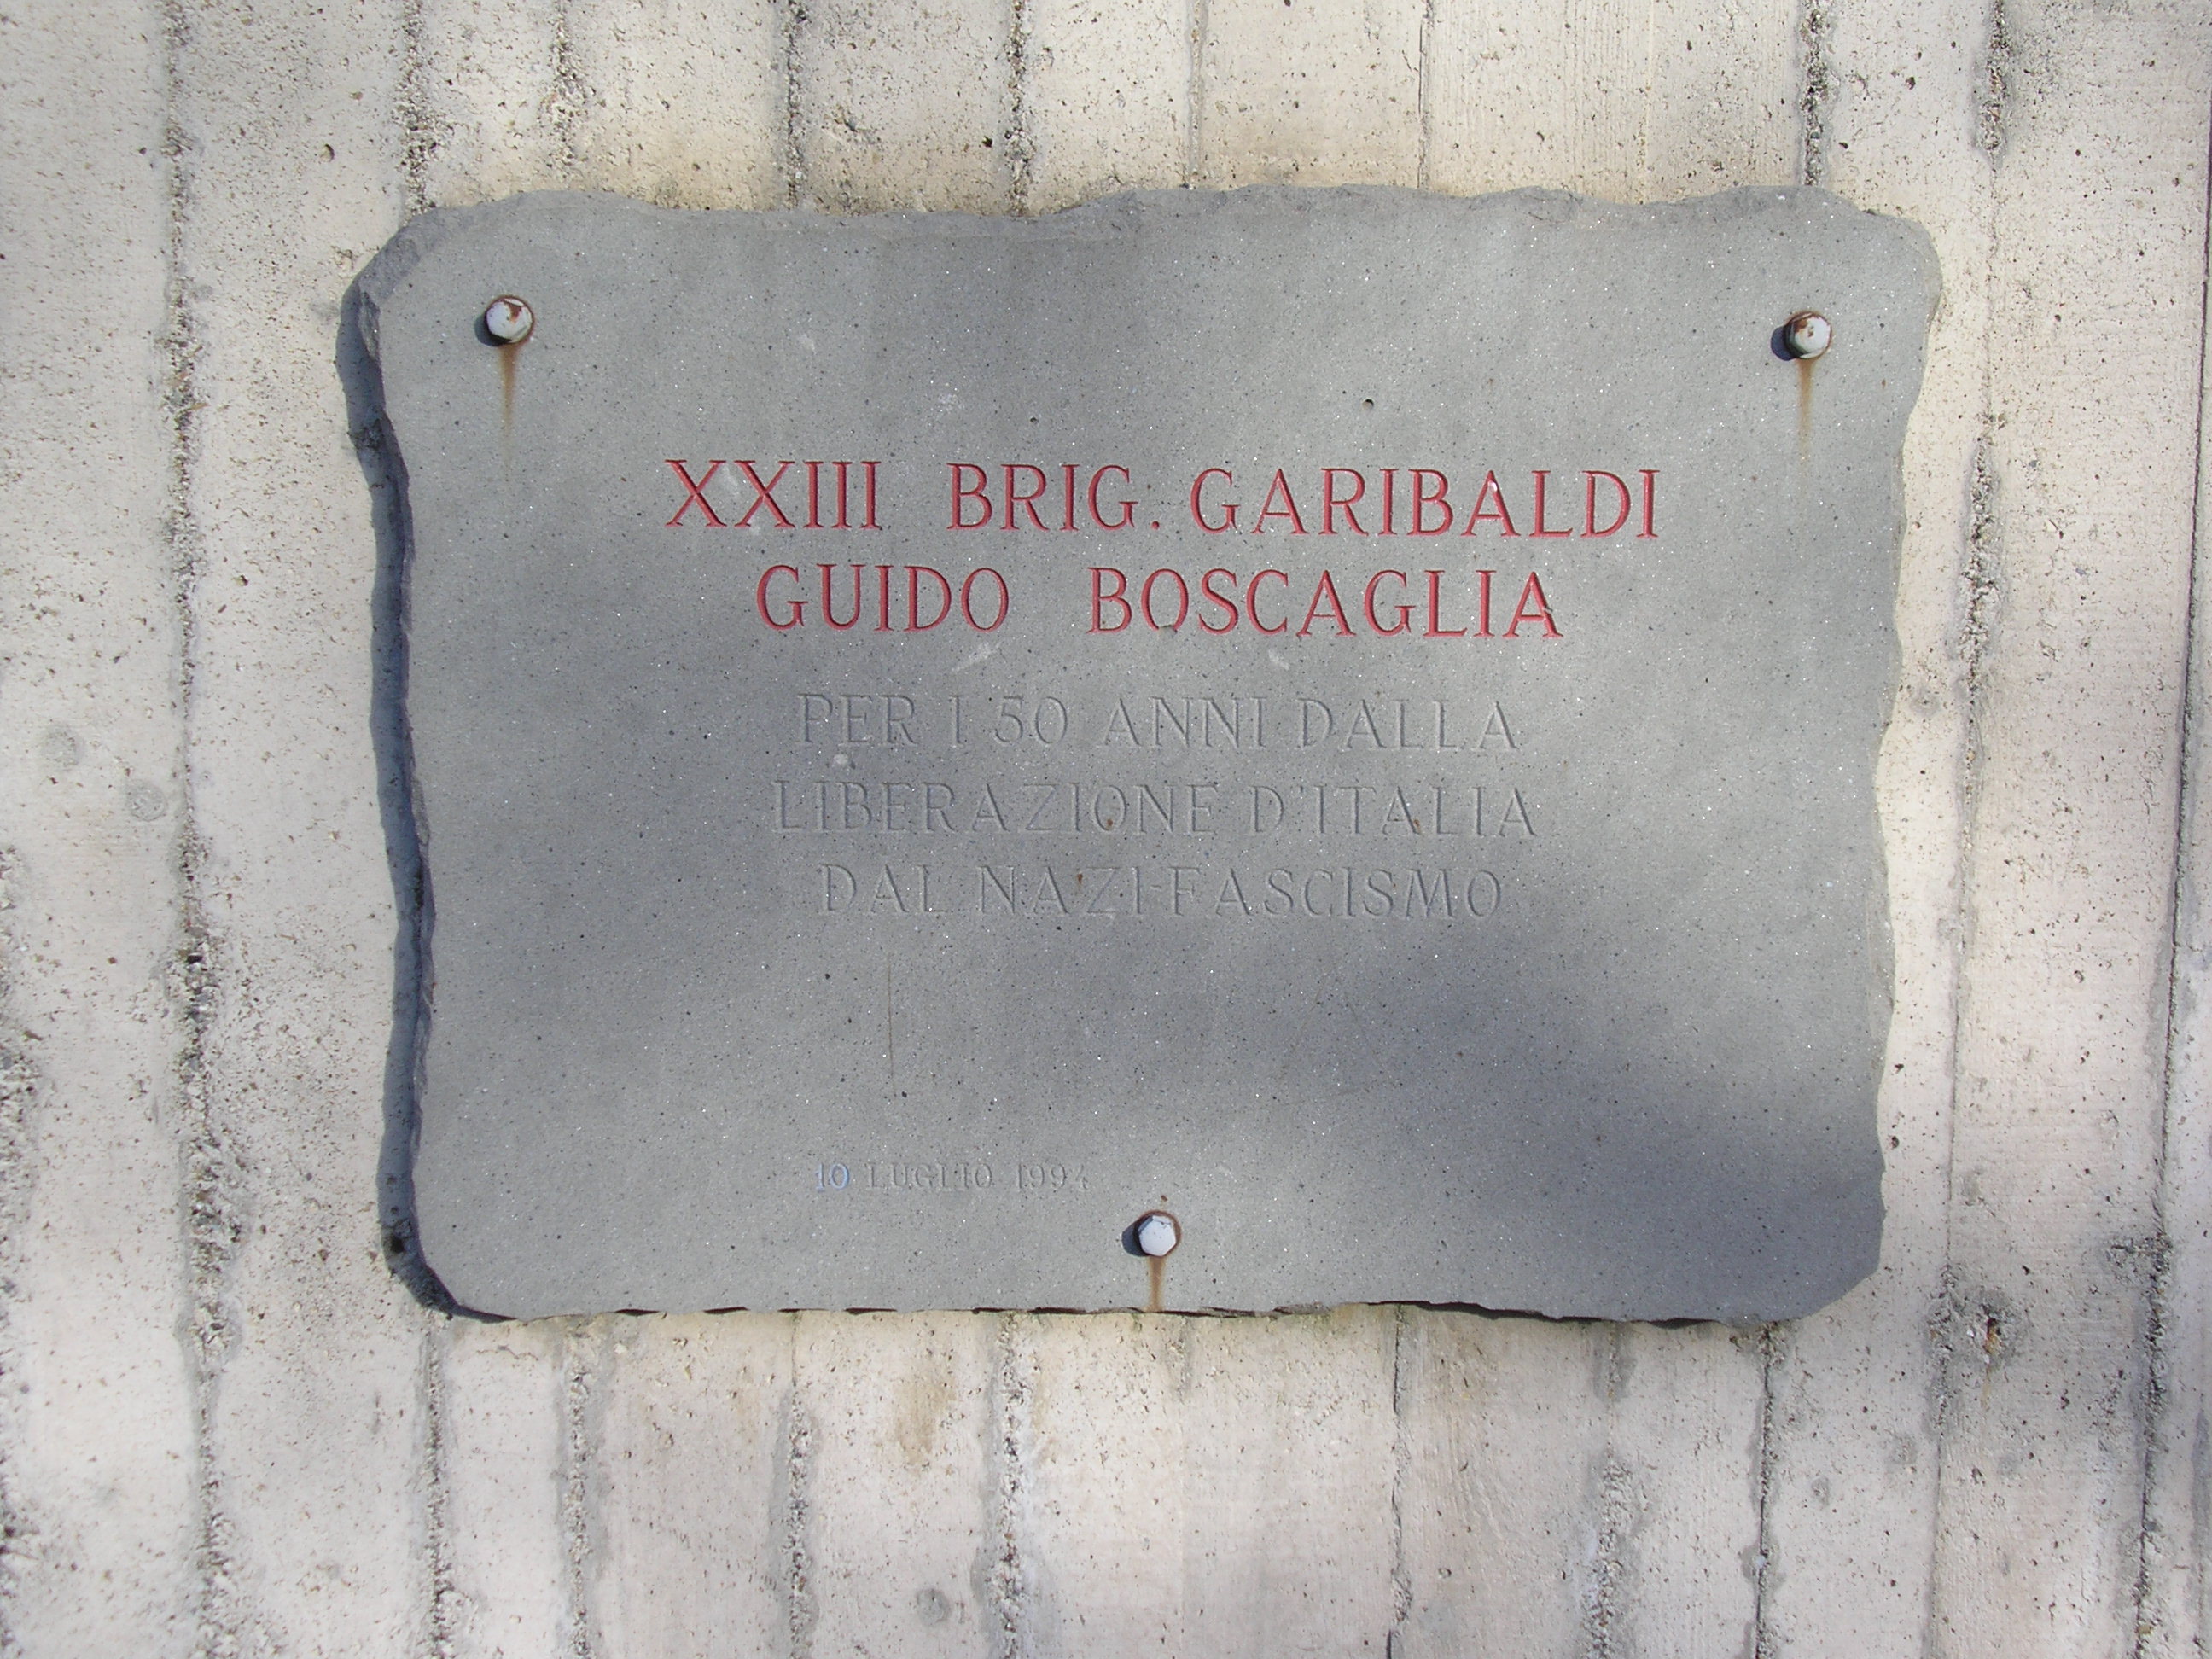 XXIII BRIG. GARIBALDI
GUIDO BOSCAGLIA
PER I 50 ANNI DALLA
LIBERAZIONE D'ITALIA
DAL NAZI-FASCISMO
10 LUGLIO 1994